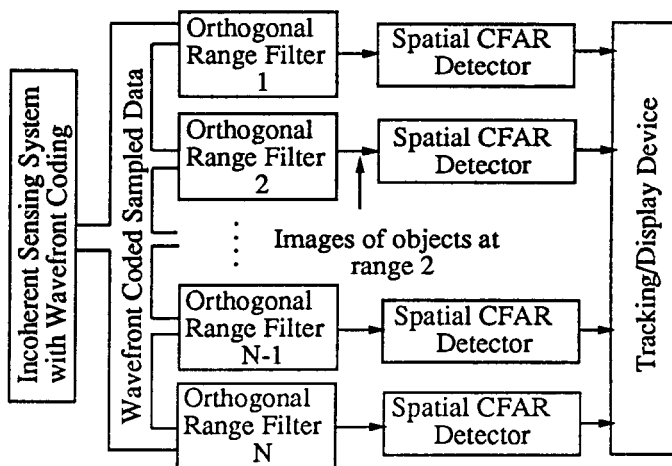 Incoherent Sensing System
with Wavefront Coding
Wavefront Coded Sampled Data
Orthogonal
Range Filter
1
Spatial CFAR
Detector
Orthogonal
Range Filter
2
Spatial CFAR
Detector
Images of objects at
range 2
Orthogonal
Range Filter
N-1
Spatial CFAR
Detector
Orthogonal
Range Filter
N
Spatial CFAR
Detector
Tracking/Display Device